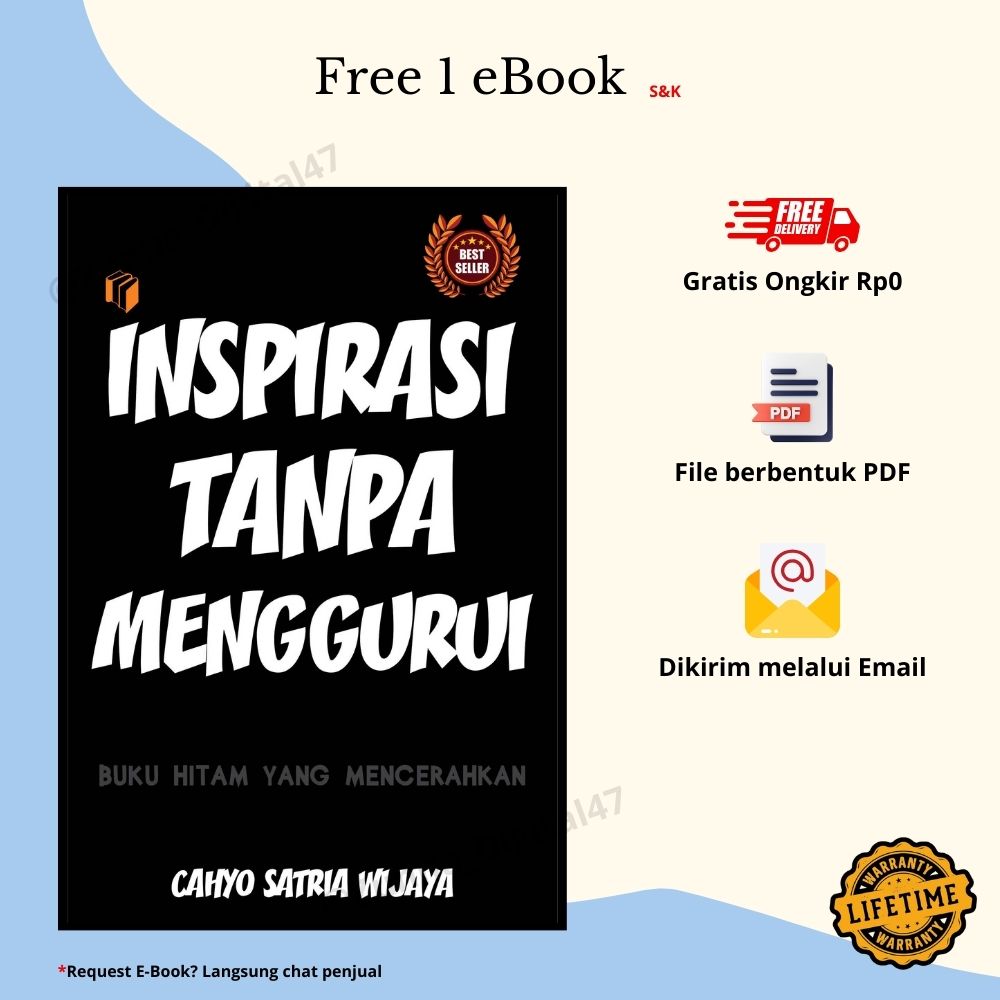 Free 1 eBook S&K
BEST
SELLER
INSPIRASI
TANPA
MENGGURUI
BUKU HITAM YANG MENCERAHKAN
CAHYO SATRIA WIJAYA
FREE
DELIVERY
Gratis Ongkir Rp0
PDF
File berbentuk PDF
@
Dikirim melalui Email
WARRANTY
LIFETIME
WARRANTY
*Request E-Book? Langsung chat penjual